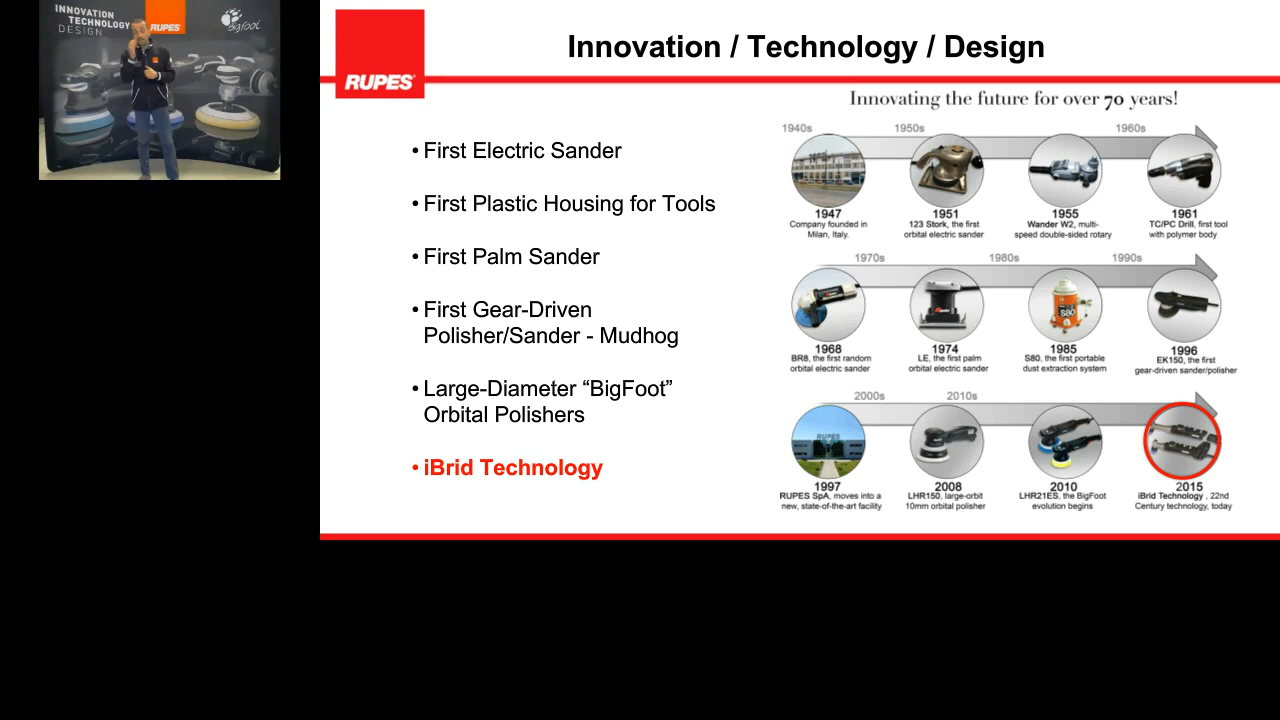 INNOVATION
TECHNOLOGY
DESIGN
RUPES
BigFoot
RUPES
Innovation / Technology / Design
• First Electric Sander
• First Plastic Housing for Tools
• First Palm Sander
• First Gear-Driven
Polisher/Sander - Mudhog
• Large-Diameter “BigFoot”
Orbital Polishers
• iBrid Technology
Innovating the future for over 70 years!
1940s 1950s 1960s
1947
Company founded in
Milan, Italy.
1951
123 Stork, the first
orbital electric sander
1955
Wander W2, multi-
speed double-sided rotary
1961
TC/PC Drill, first tool
with polymer body
1970s 1980s 1990s
S80
1968
BR8, the first random
orbital electric sander
1974
LE, the first palm
orbital electric sander
1985
S80, the first portable
dust extraction system
1996
EK150, the first
gear-driven sander/polisher
2000s 2010s
RUPES
1997
RUPES SpA, moves into a
new, state-of-the-art facility
2008
LHR150, large-orbit
10mm orbital polisher
2010
LHR21ES, the BigFoot
evolution begins
2015
iBrid Technology , 22nd
Century technology, today